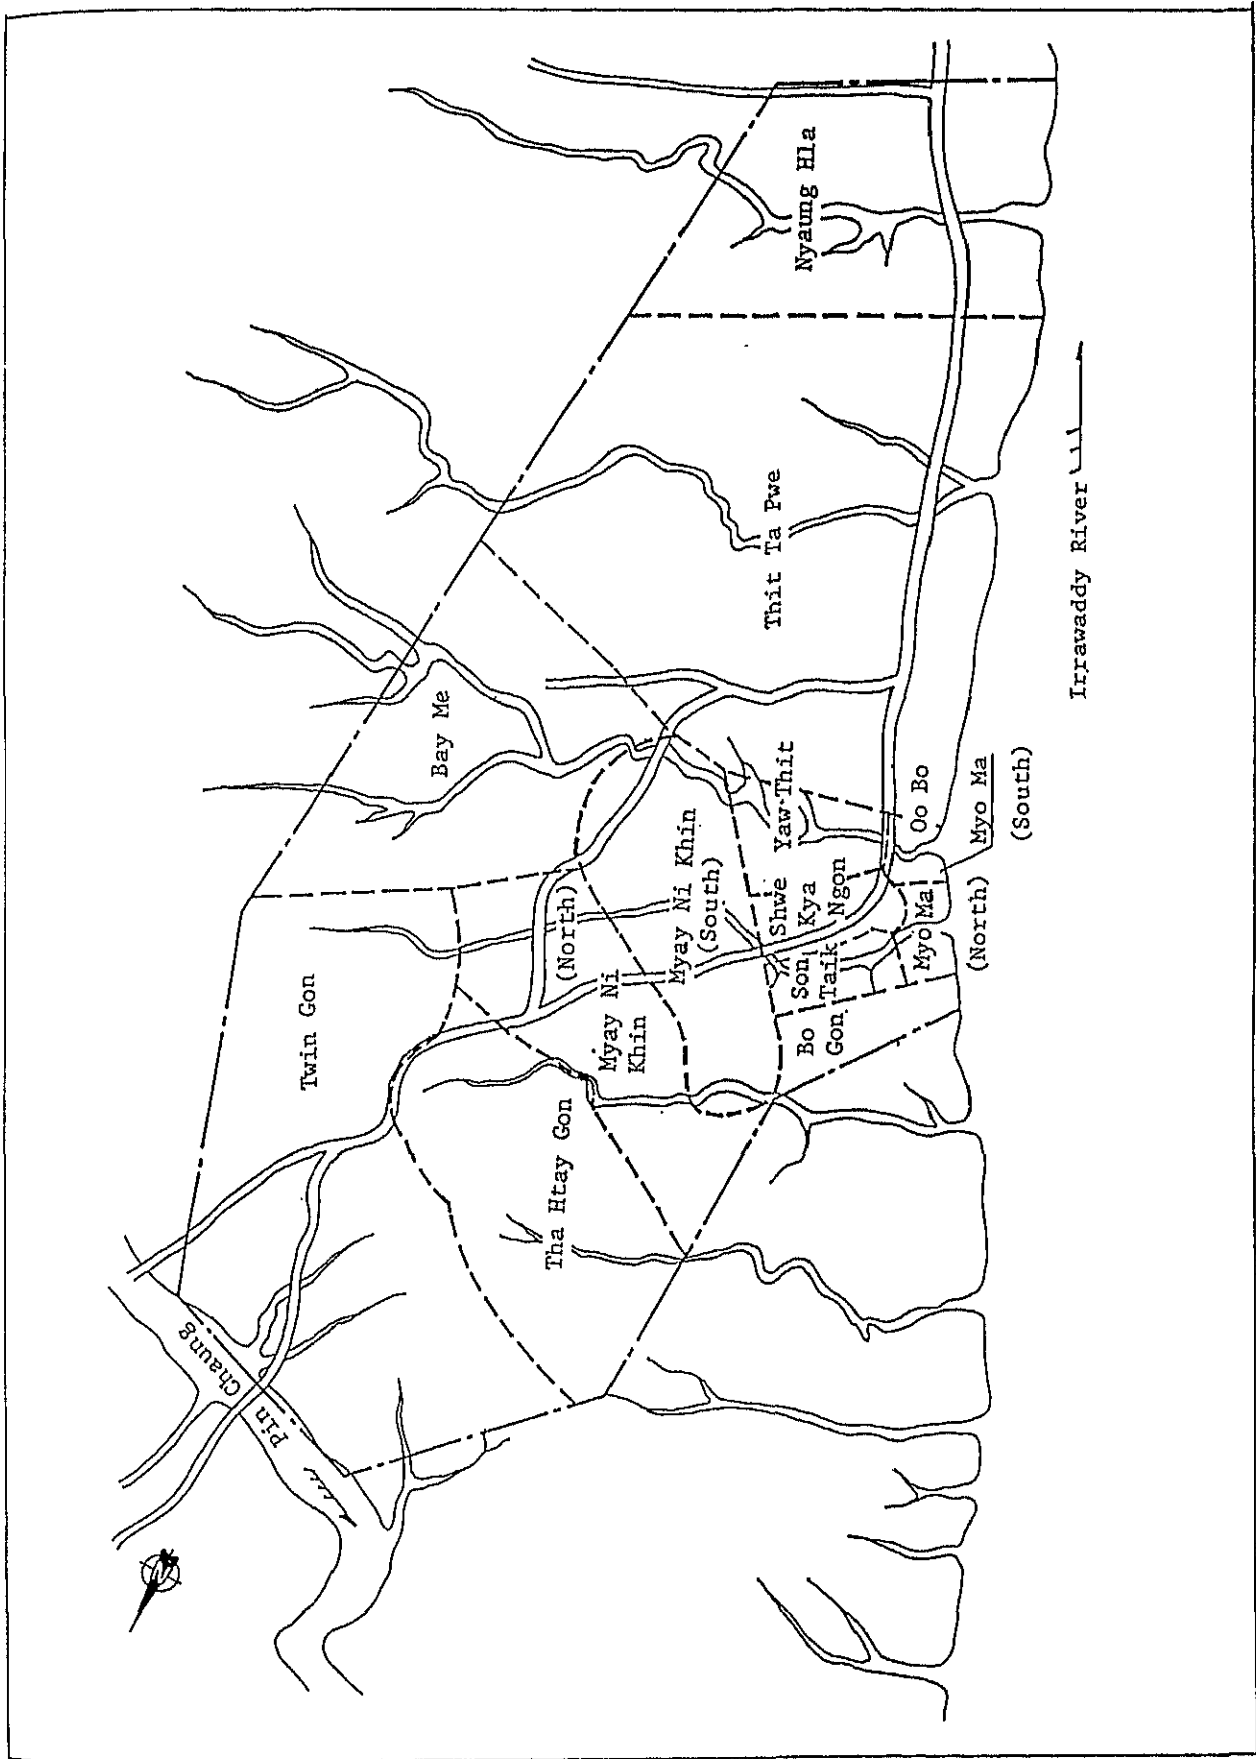 Pin Chaung
N
Twin Gon
Bay Me
Tha Htay Gon
Myay Ni
Khin
(North)
Myay Ni Khin
(South)
Thit Ta Pwe
Nyaung Hla
Bo
Gon
Son
Taik
Shwe
Kya
Ngon
Yaw Thit
Myo Ma
(North)
Oo Bo
Myo Ma
(South)
Irrawaddy River